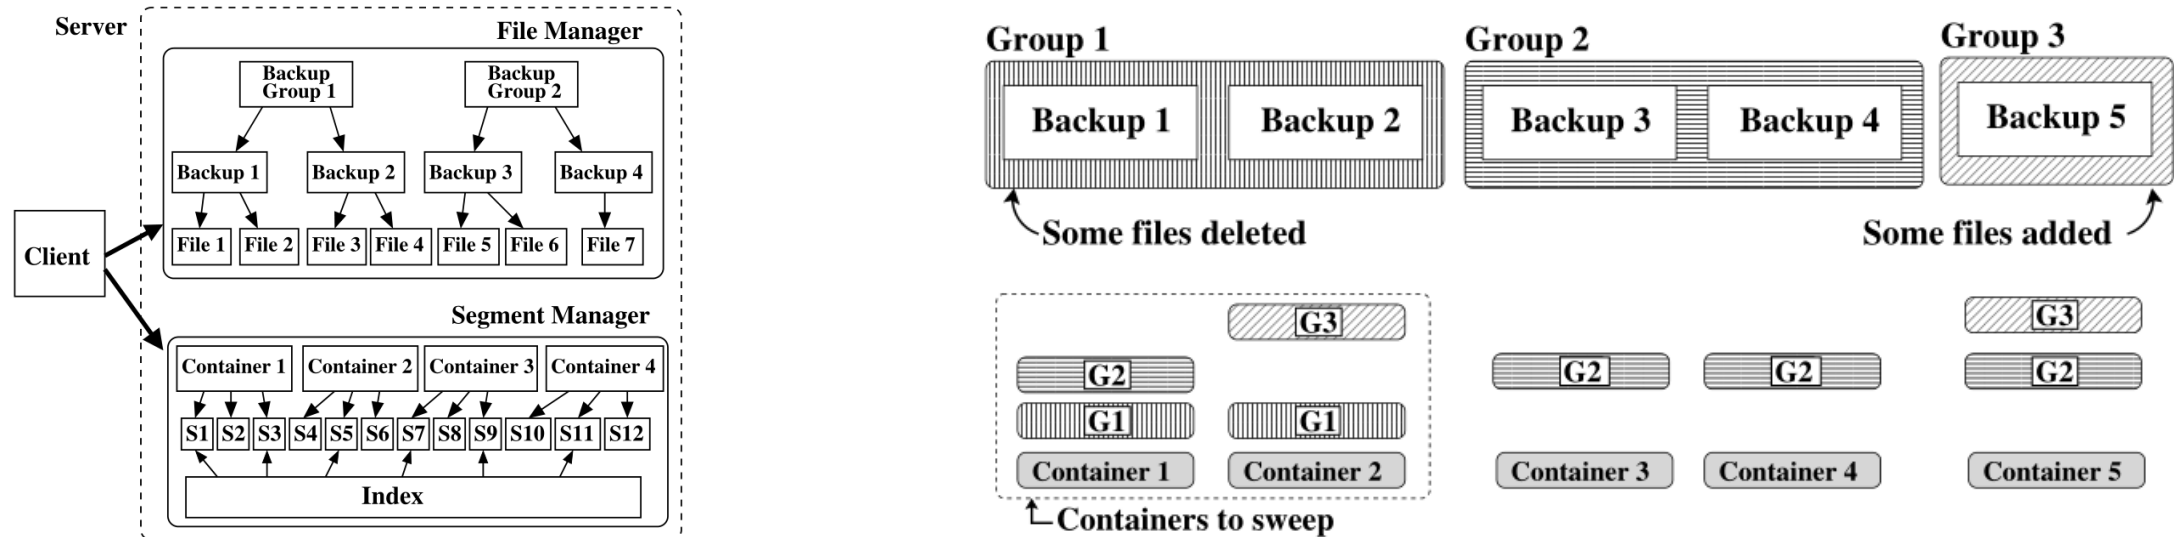 Server
File Manager
Backup
Group 1
Backup
Group 2
Backup 1
Backup 2
Backup 3
Backup 4
File 1
File 2
File 3
File 4
File 5
File 6
File 7
Client
Segment Manager
Container 1
Container 2
Container 3
Container 4
S1
S2
S3
S4
S5
S6
S7
S8
S9
S10
S11
S12
Index
Group 1
Group 2
Group 3
Backup 1
Backup 2
Backup 3
Backup 4
Backup 5
Some files deleted
Some files added
G3
G3
G2
G2
G2
G2
G1
G1
Container 1
Container 2
Container 3
Container 4
Container 5
Containers to sweep